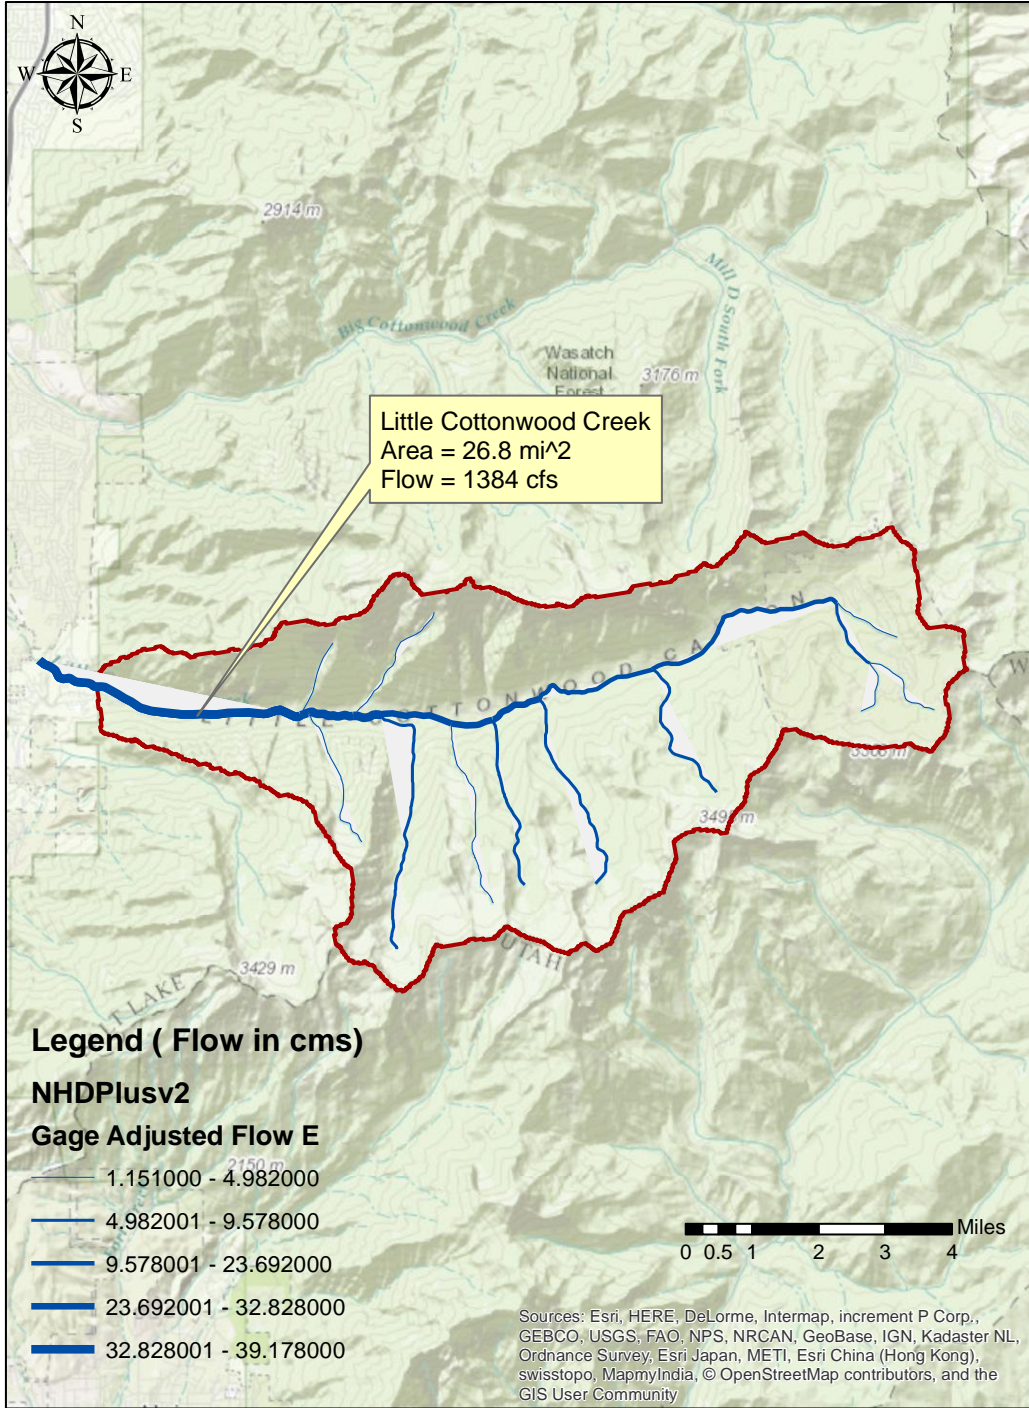 N
W E
S
2914 m
Big Cottonwood Creek
Mill D South Fork
Wasatch
National
Forest
3176 m
Little Cottonwood Creek
Area = 26.8 mi^2
Flow = 1384 cfs
LITTLE COTTONWOOD CANYON
W
3491 m
UTAH
3429 m
T LAKE
Legend ( Flow in cms)
NHDPlusv2
Gage Adjusted Flow E
2150 m
1.151000 - 4.982000
4.982001 - 9.578000
9.578001 - 23.692000
23.692001 - 32.828000
32.828001 - 39.178000
Miles
0 0.5 1 2 3 4
Sources: Esri, HERE, DeLorme, Intermap, increment P Corp.,
GEBCO, USGS, FAO, NPS, NRCAN, GeoBase, IGN, Kadaster NL,
Ordnance Survey, Esri Japan, METI, Esri China (Hong Kong),
swisstopo, MapmyIndia, © OpenStreetMap contributors, and the
GIS User Community